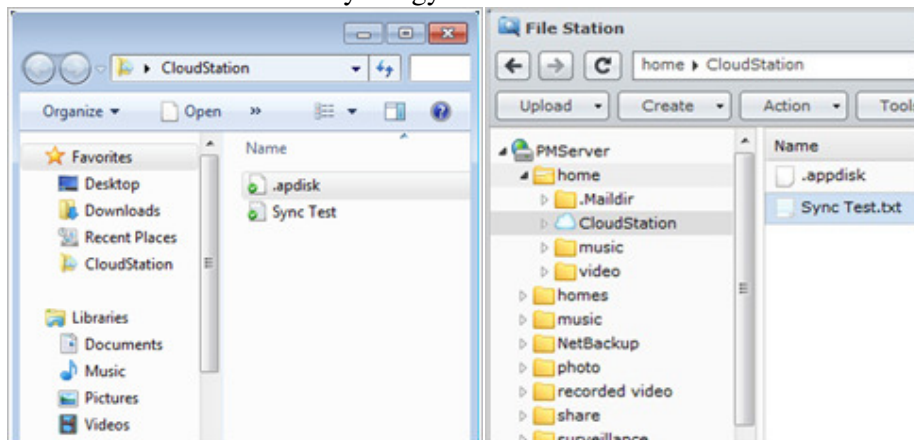 CloudStation
Organize
Open
»
Name
Favorites
Desktop
Downloads
Recent Places
CloudStation
Libraries
Documents
Music
Pictures
Videos
.apdisk
Sync Test
File Station
home CloudStation
Upload
Create
Action
Tools
PMServer
home
.Maildir
CloudStation
music
video
homes
music
NetBackup
photo
recorded video
share
surveillance
Name
.appdisk
Sync Test.txt